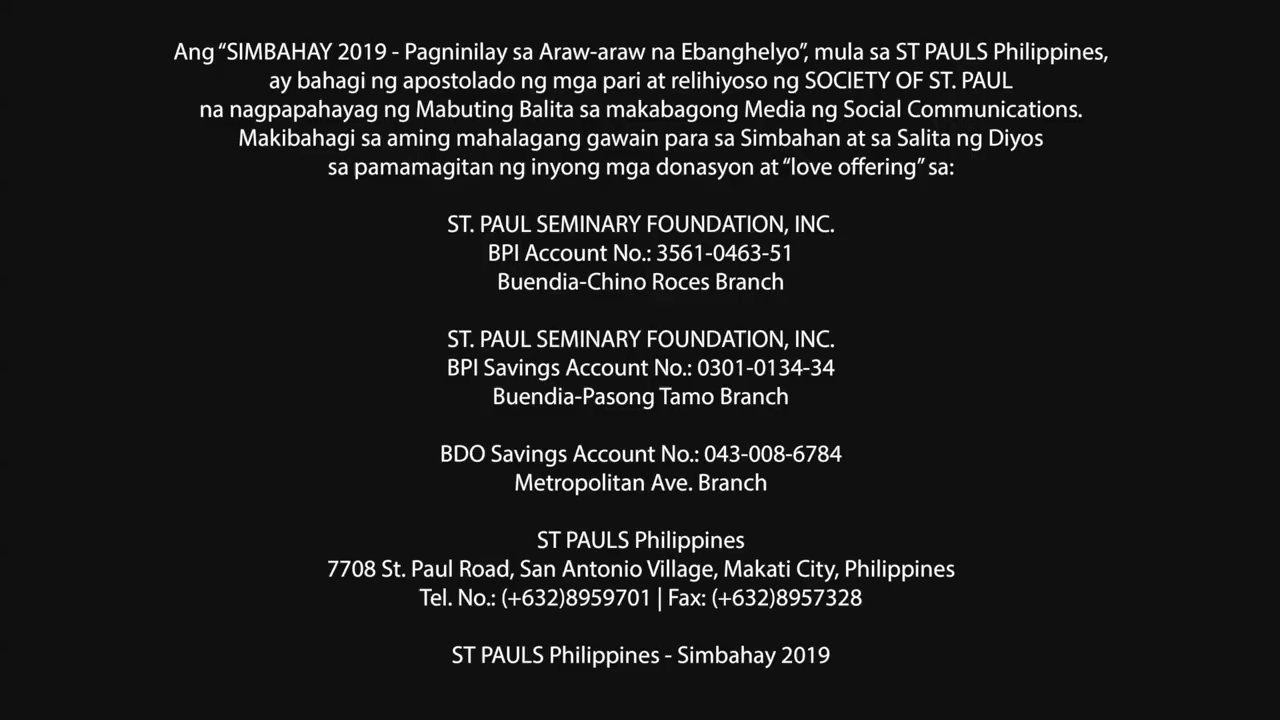 Ang “SIMBAHAY 2019 - Pagninilay sa Araw-araw na Ebanghelyo”, mula sa ST PAULS Philippines,
ay bahagi ng apostolado ng mga pari at relihiyoso ng SOCIETY OF ST. PAUL
na nagpapahayag ng Mabuting Balita sa makabagong Media ng Social Communications.
Makibahagi sa aming mahalagang gawain para sa Simbahan at sa Salita ng Diyos
sa pamamagitan ng inyong mga donasyon at “love offering” sa:
ST. PAUL SEMINARY FOUNDATION, INC.
BPI Account No.: 3561-0463-51
Buendia-Chino Roces Branch
ST. PAUL SEMINARY FOUNDATION, INC.
BPI Savings Account No.: 0301-0134-34
Buendia-Pasong Tamo Branch
BDO Savings Account No.: 043-008-6784
Metropolitan Ave. Branch
ST PAULS Philippines
7708 St. Paul Road, San Antonio Village, Makati City, Philippines
Tel. No.: (+632)8959701 | Fax: (+632)8957328
ST PAULS Philippines - Simbahay 2019